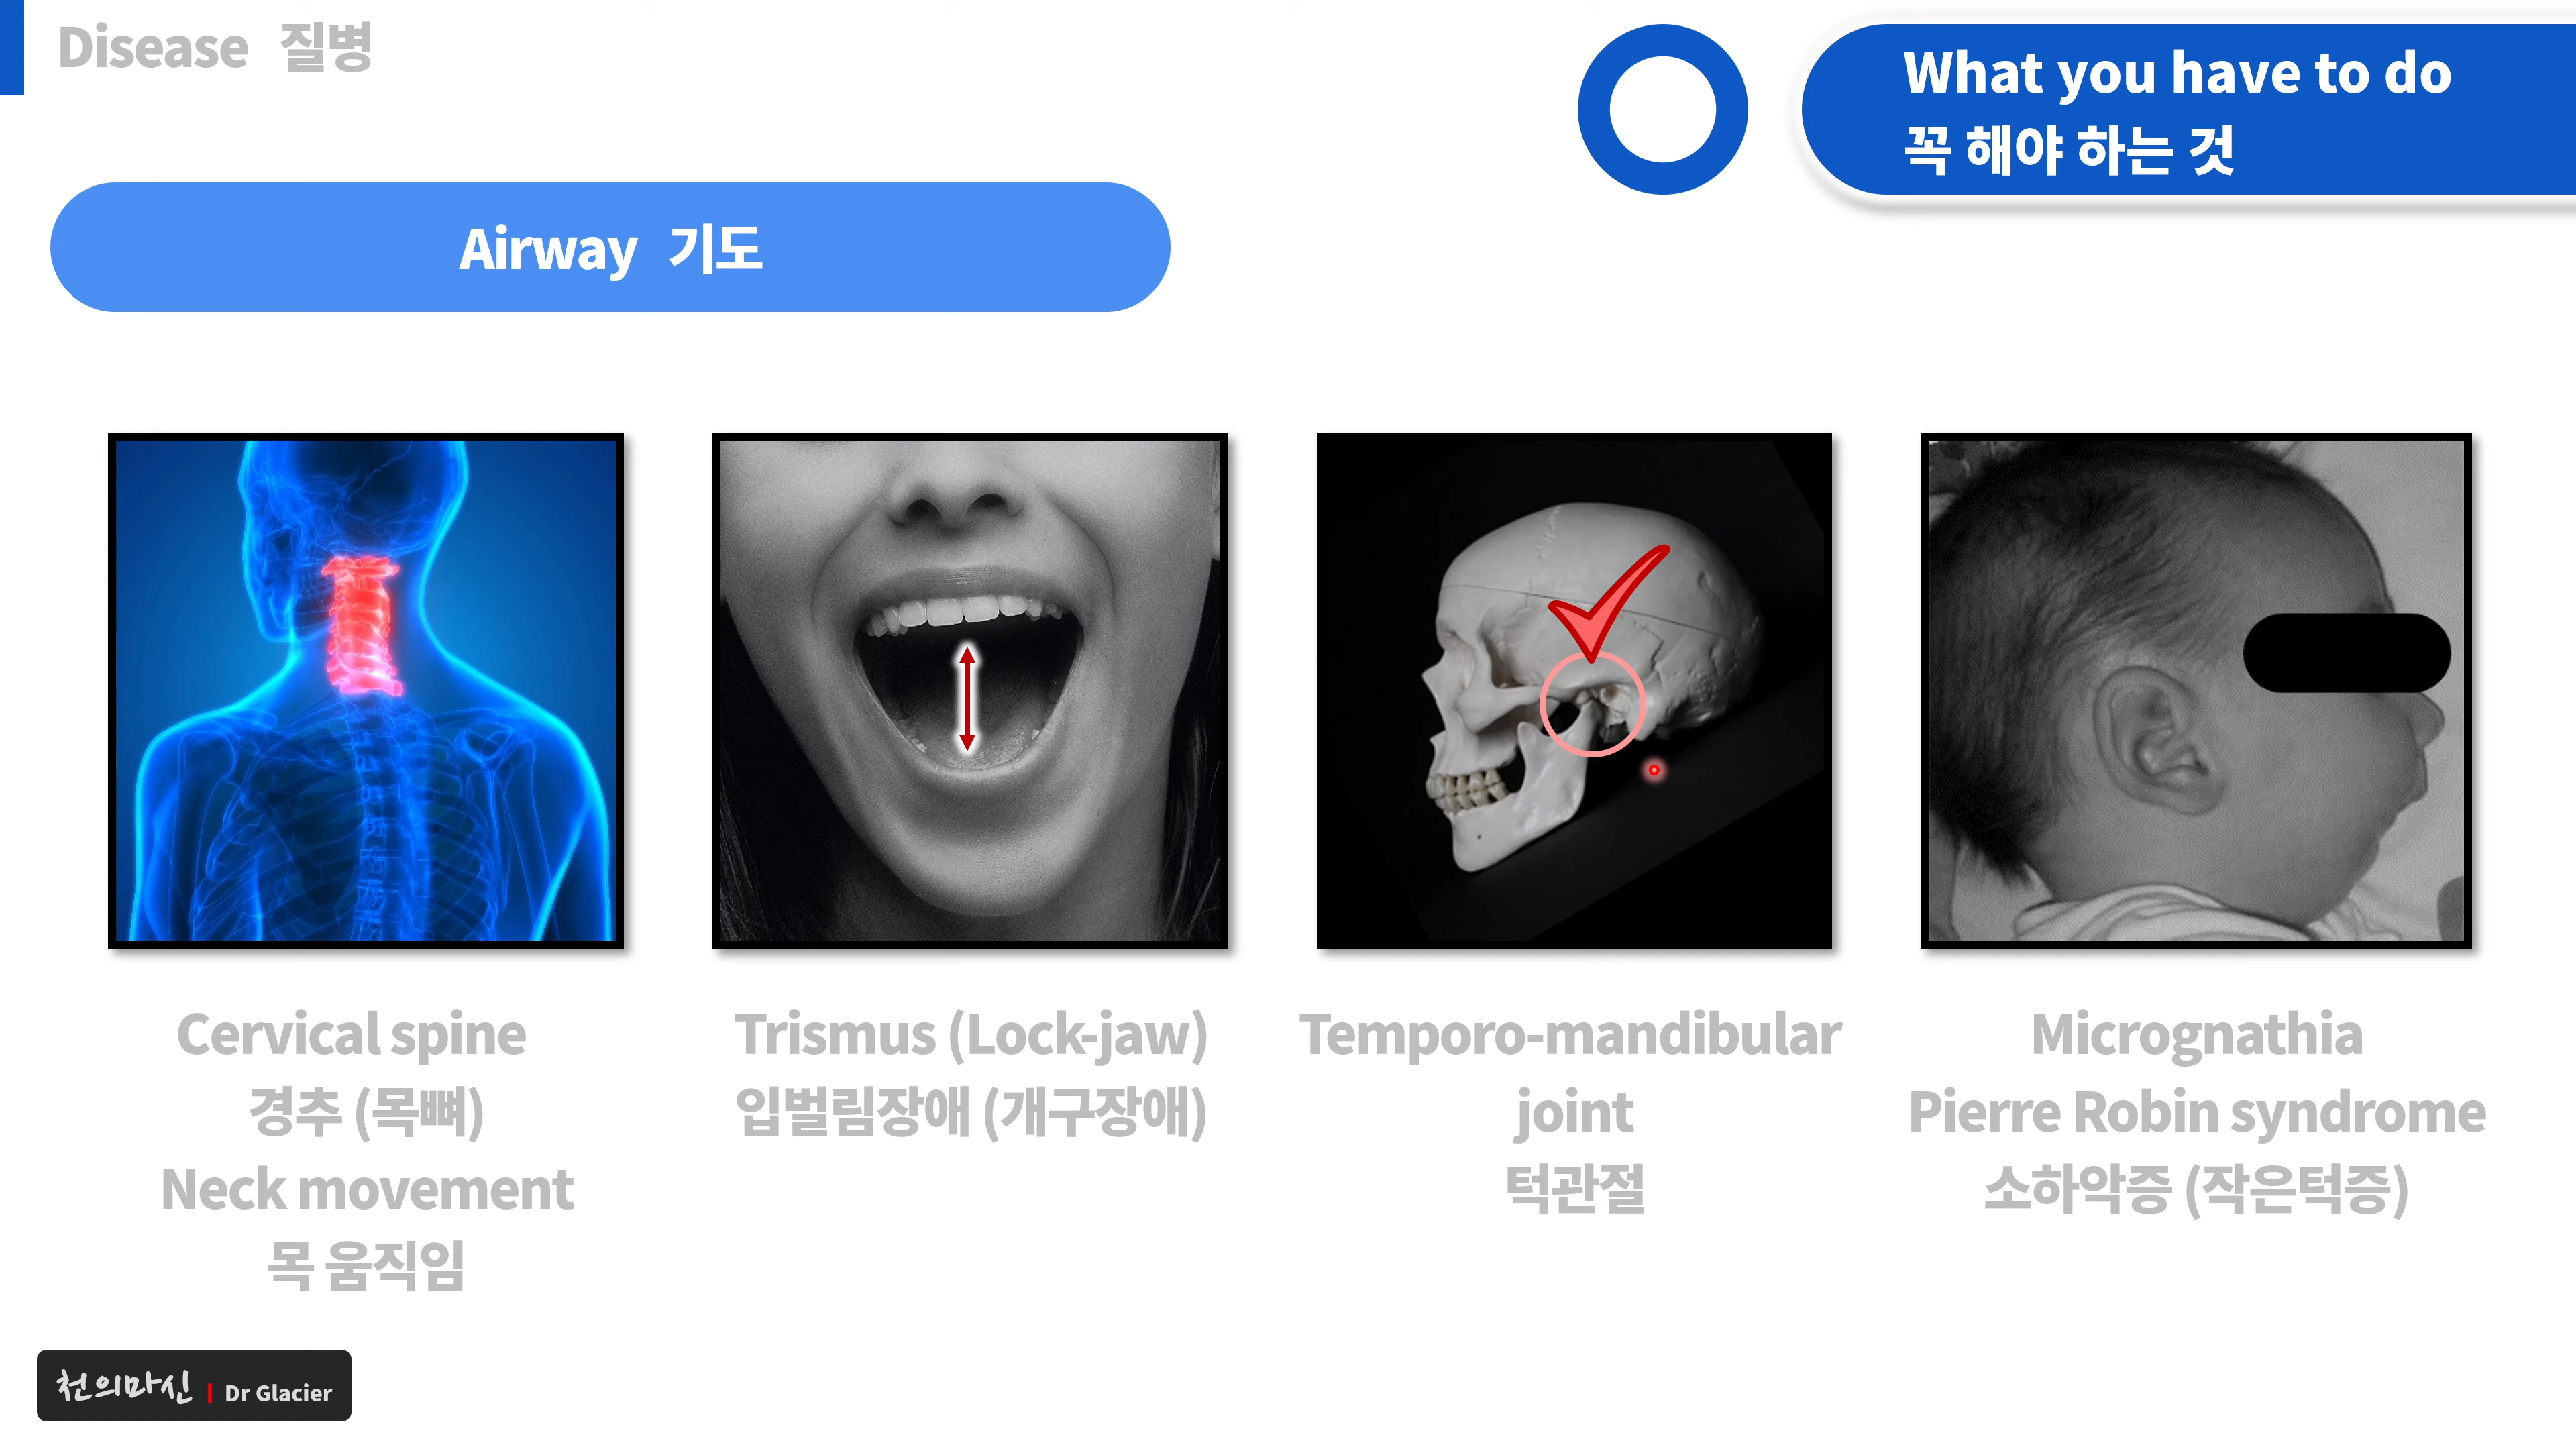 Disease 질병
What you have to do
꼭 해야 하는 것
Airway 기도
Cervical spine
경추 (목뼈)
Neck movement
목 움직임
Trismus (Lock-jaw)
입벌림장애 (개구장애)
Temporo-mandibular
joint
턱관절
Micrognathia
Pierre Robin syndrome
소하악증 (작은턱증)
천의마신 | Dr Glacier